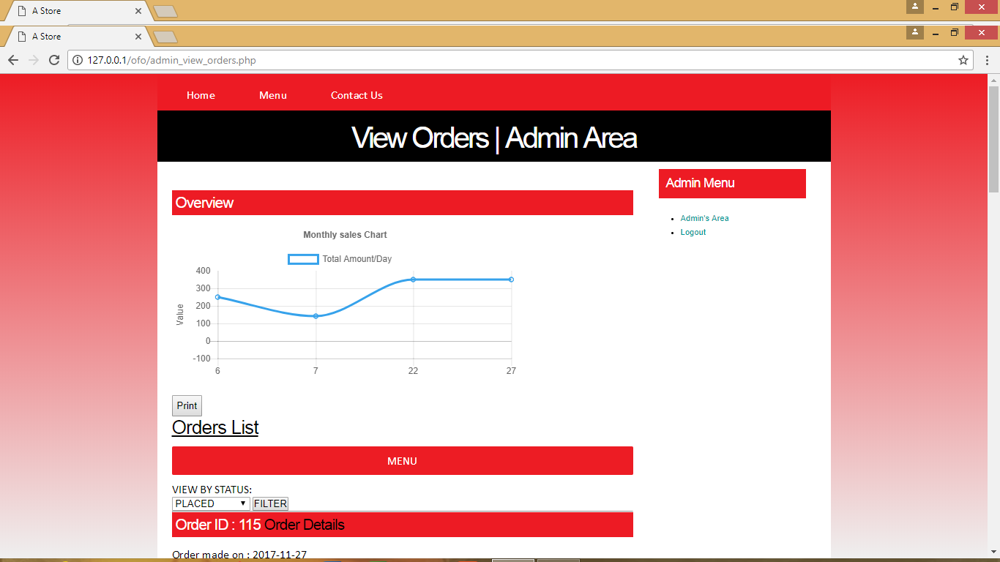 A Store
A Store
127.0.0.1/ofo/admin_view_orders.php
Home Menu Contact Us
View Orders | Admin Area
Admin Menu
Admin's Area
Logout
Overview
Monthly sales Chart
Total Amount/Day
400
300
200
100
0
-100
Value
6 7 22 27
Print
Orders List
MENU
VIEW BY STATUS:
PLACED FILTER
Order ID : 115 Order Details
Order made on : 2017-11-27